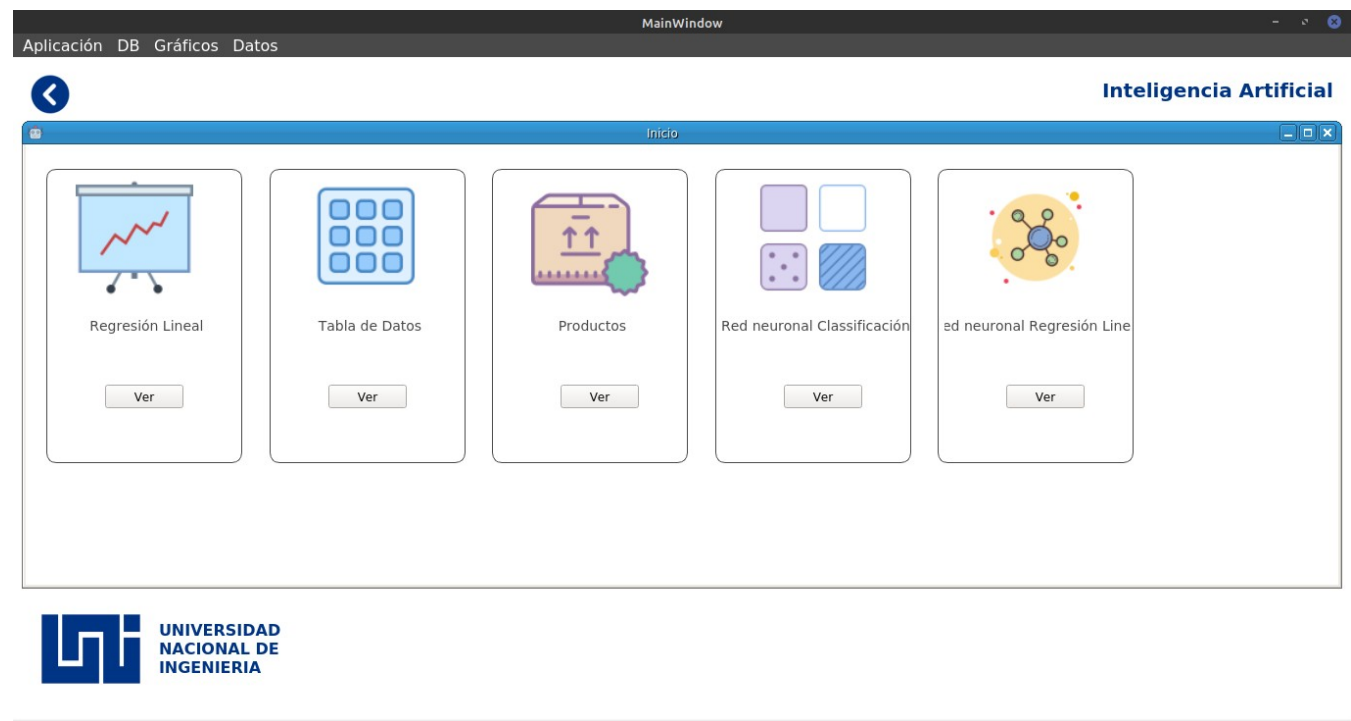 MainWindow
Aplicación DB Gráficos Datos
Inteligencia Artificial
Inicio
Regresión Lineal
Tabla de Datos
Productos
Red neuronal Classificación
ed neuronal Regresión Line
Ver
Ver
Ver
Ver
Ver
uni
UNIVERSIDAD
NACIONAL DE
INGENIERIA